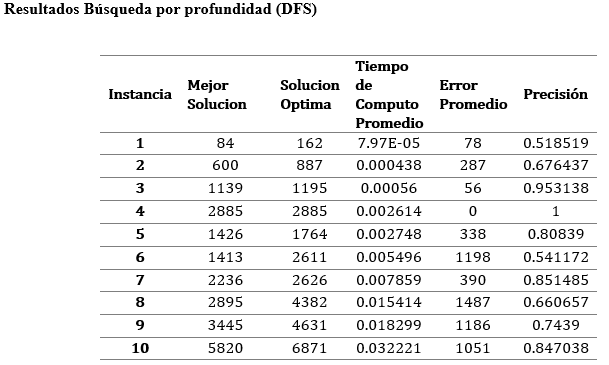 Resultados Búsqueda por profundidad (DFS)
Instancia Mejor Solucion Solucion Optima Tiempo de Computo Promedio Error Promedio Precisión
1 84 162 7.97E-05 78 0.518519
2 600 887 0.000438 287 0.676437
3 1139 1195 0.00056 56 0.953138
4 2885 2885 0.002614 0 1
5 1426 1764 0.002748 338 0.80839
6 1413 2611 0.005496 1198 0.541172
7 2236 2626 0.007859 390 0.851485
8 2895 4382 0.015414 1487 0.660657
9 3445 4631 0.018299 1186 0.7439
10 5820 6871 0.032221 1051 0.847038